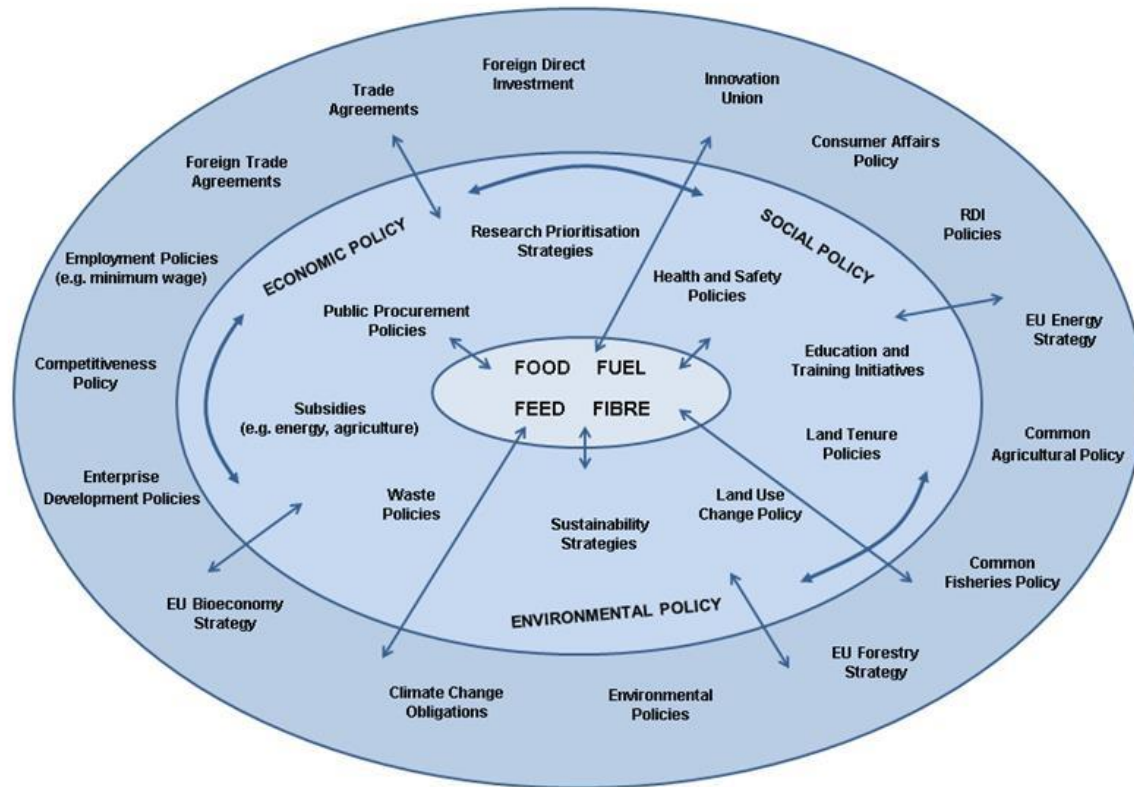 Foreign Direct
Investment
Trade
Agreements
Innovation
Union
Consumer Affairs
Policy
Foreign Trade
Agreements
RDI
Policies
Employment Policies
(e.g. minimum wage)
EU Energy
Strategy
Competitiveness
Policy
Common
Agricultural Policy
Enterprise
Development Policies
Common
Fisheries Policy
EU Bioeconomy
Strategy
EU Forestry
Strategy
Climate Change
Obligations
Environmental
Policies
ECONOMIC POLICY
SOCIAL POLICY
ENVIRONMENTAL POLICY
Research Prioritisation
Strategies
Health and Safety
Policies
Public Procurement
Policies
Education and
Training Initiatives
Subsidies
(e.g. energy, agriculture)
Land Tenure
Policies
Waste
Policies
Land Use
Change Policy
Sustainability
Strategies
FOOD FUEL
FEED FIBRE